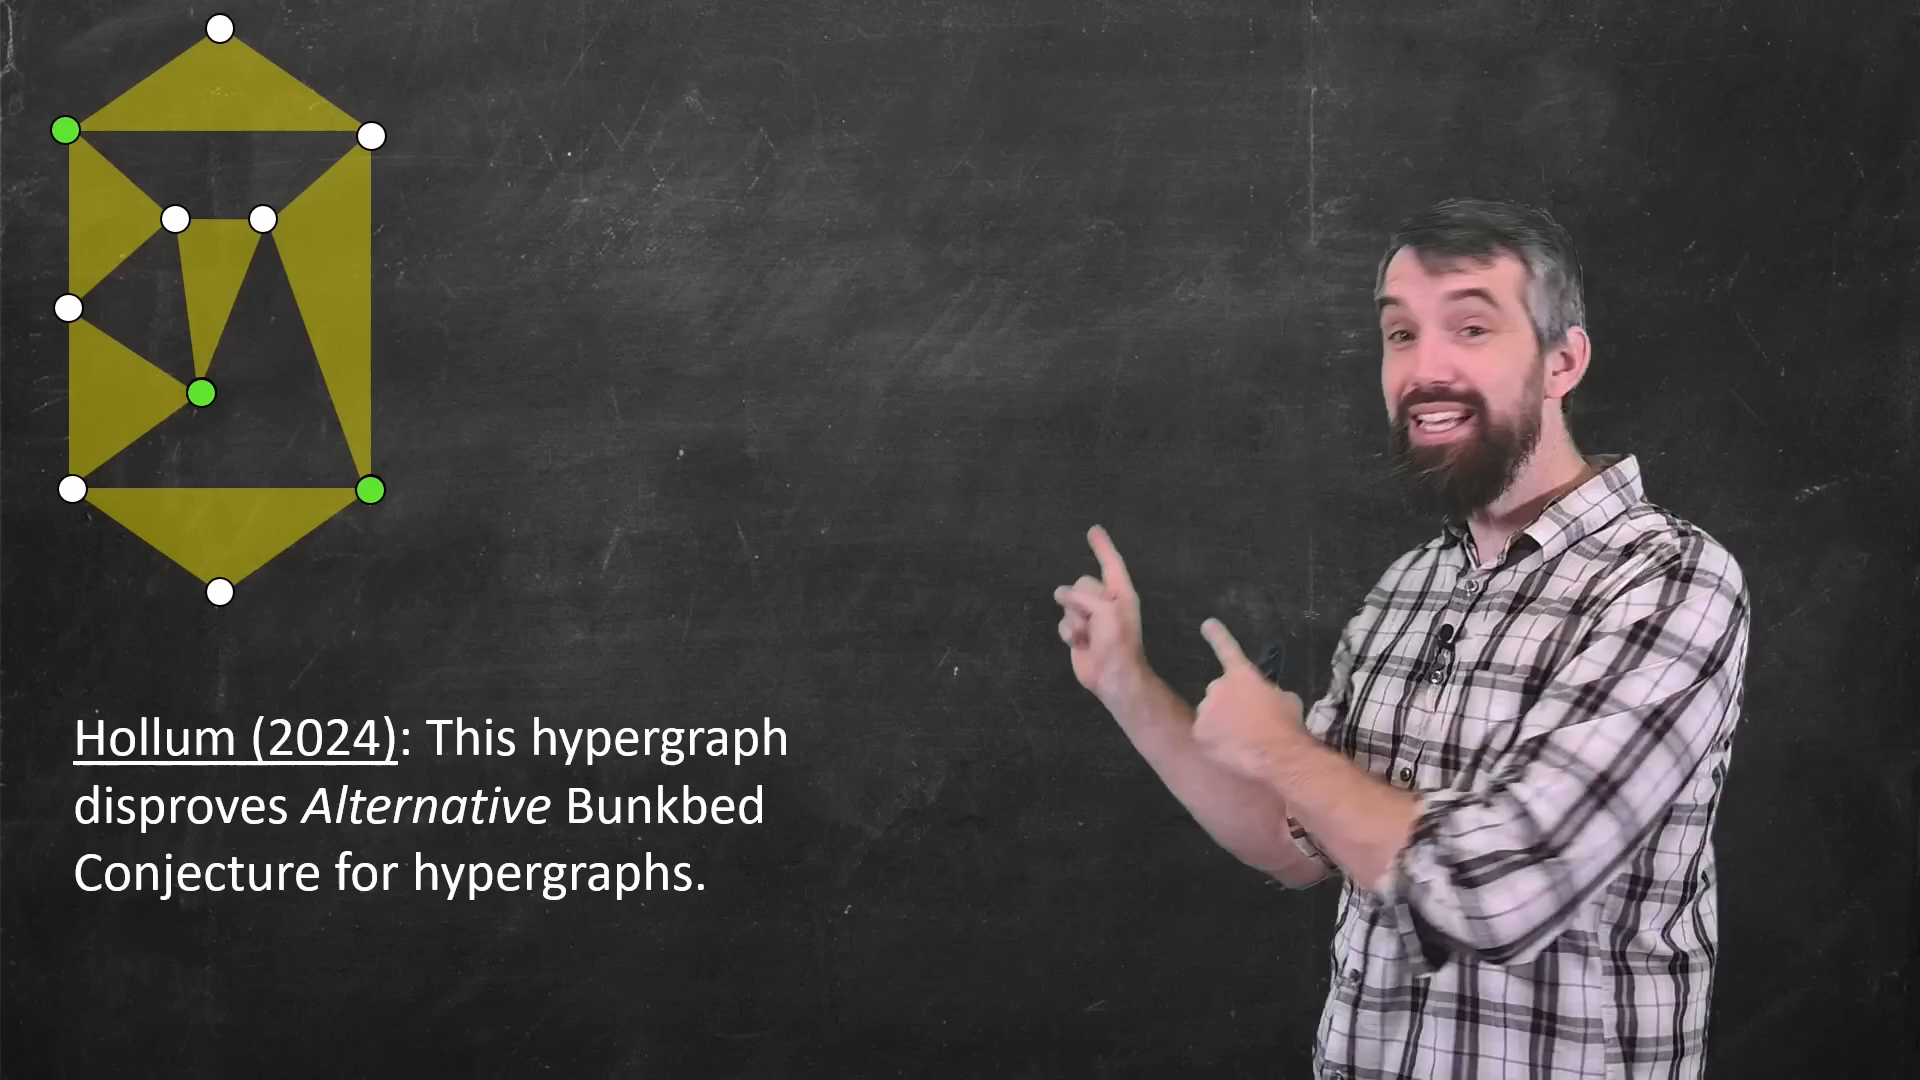 Hollum (2024): This hypergraph
disproves Alternative Bunkbed
Conjecture for hypergraphs.